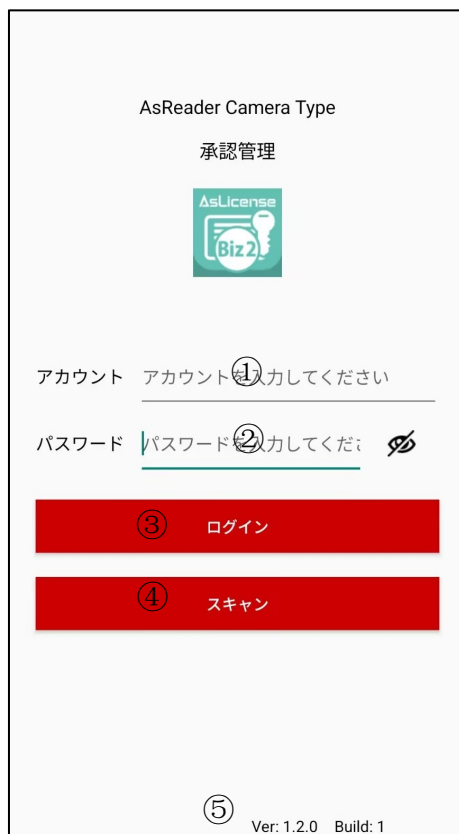 AsReader Camera Type
承認管理
AsLicense
Biz2
アカウント アカウントを入力してください ①
パスワード パスワードを入力してくださ ②
③ ログイン
④ スキャン
⑤ Ver: 1.2.0 Build: 1